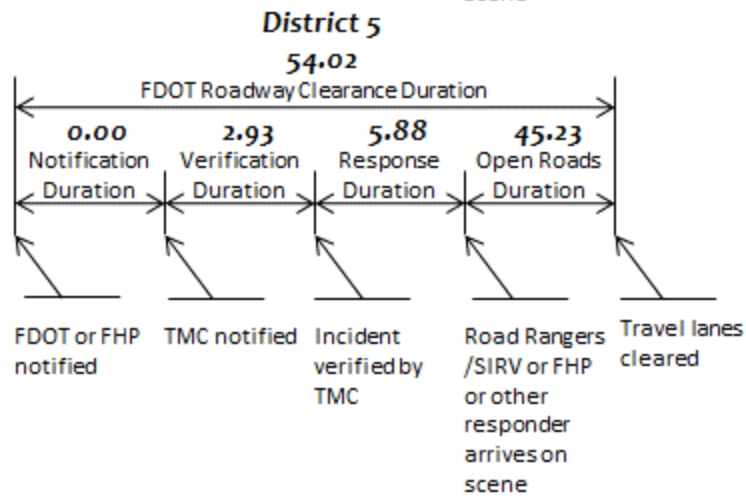 District 5
54.02
FDOT Roadway Clearance Duration
0.00
Notification
Duration
2.93
Verification
Duration
5.88
Response
Duration
45.23
Open Roads
Duration
FDOT or FHP
notified
TMC notified
Incident
verified by
TMC
Road Rangers
/SIRV or FHP
or other
responder
arrives on
scene
Travel lanes
cleared